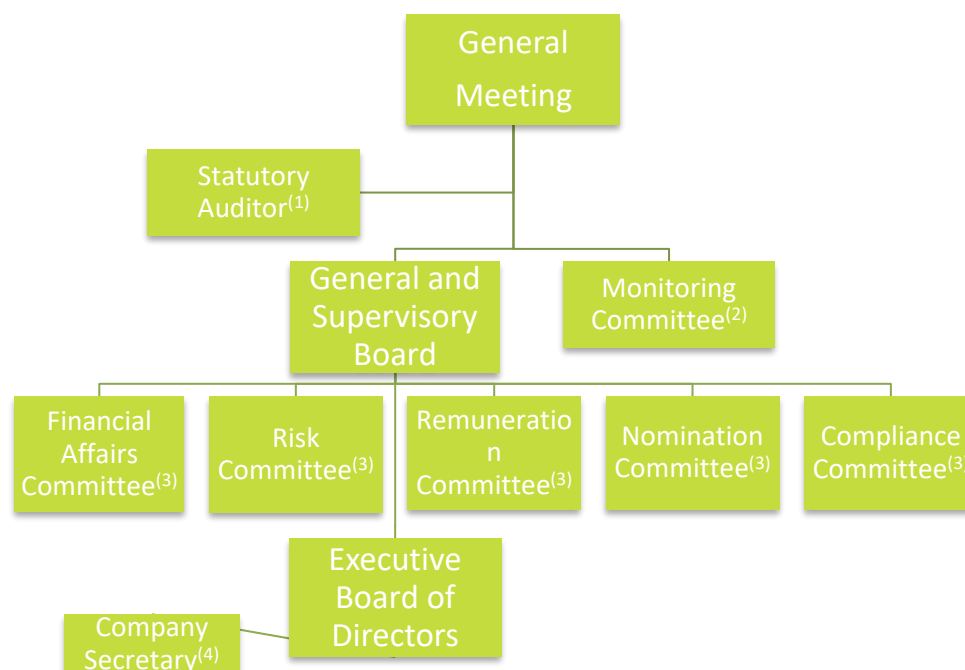 General
Meeting
Statutory
Auditor(1)
General and
Supervisory
Board
Monitoring
Committee(2)
Financial
Affairs
Committee(3)
Risk
Committee(3)
Remuneratio
n
Committee(3)
Nomination
Committee(3)
Compliance
Committee(3)
Executive
Board of
Directors
Company
Secretary(4)